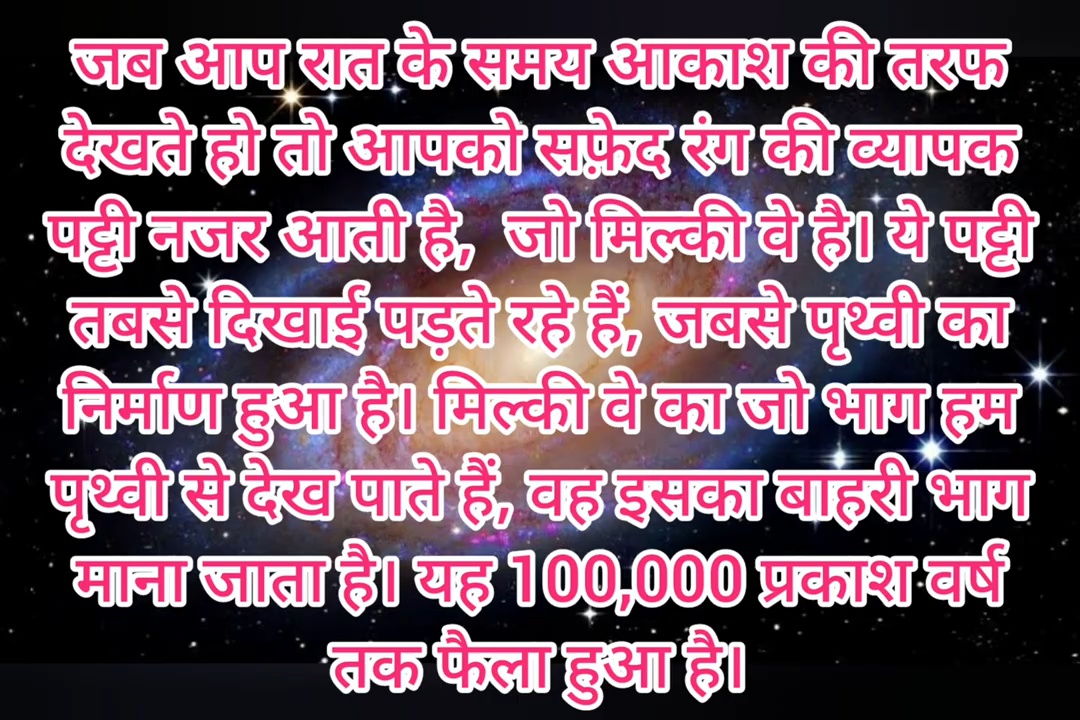 जब आप रात के समय आकाश की तरफ
देखते हो तो आपको सफ़ेद रंग की व्यापक
पट्टी नजर आती है, जो मिल्की वे है। ये पट्टी
तबसे दिखाई पड़ते रहे हैं, जबसे पृथ्वी का
निर्माण हुआ है। मिल्की वे का जो भाग हम
पृथ्वी से देख पाते हैं, वह इसका बाहरी भाग
माना जाता है। यह 100,000 प्रकाश वर्ष
तक फैला हुआ है।